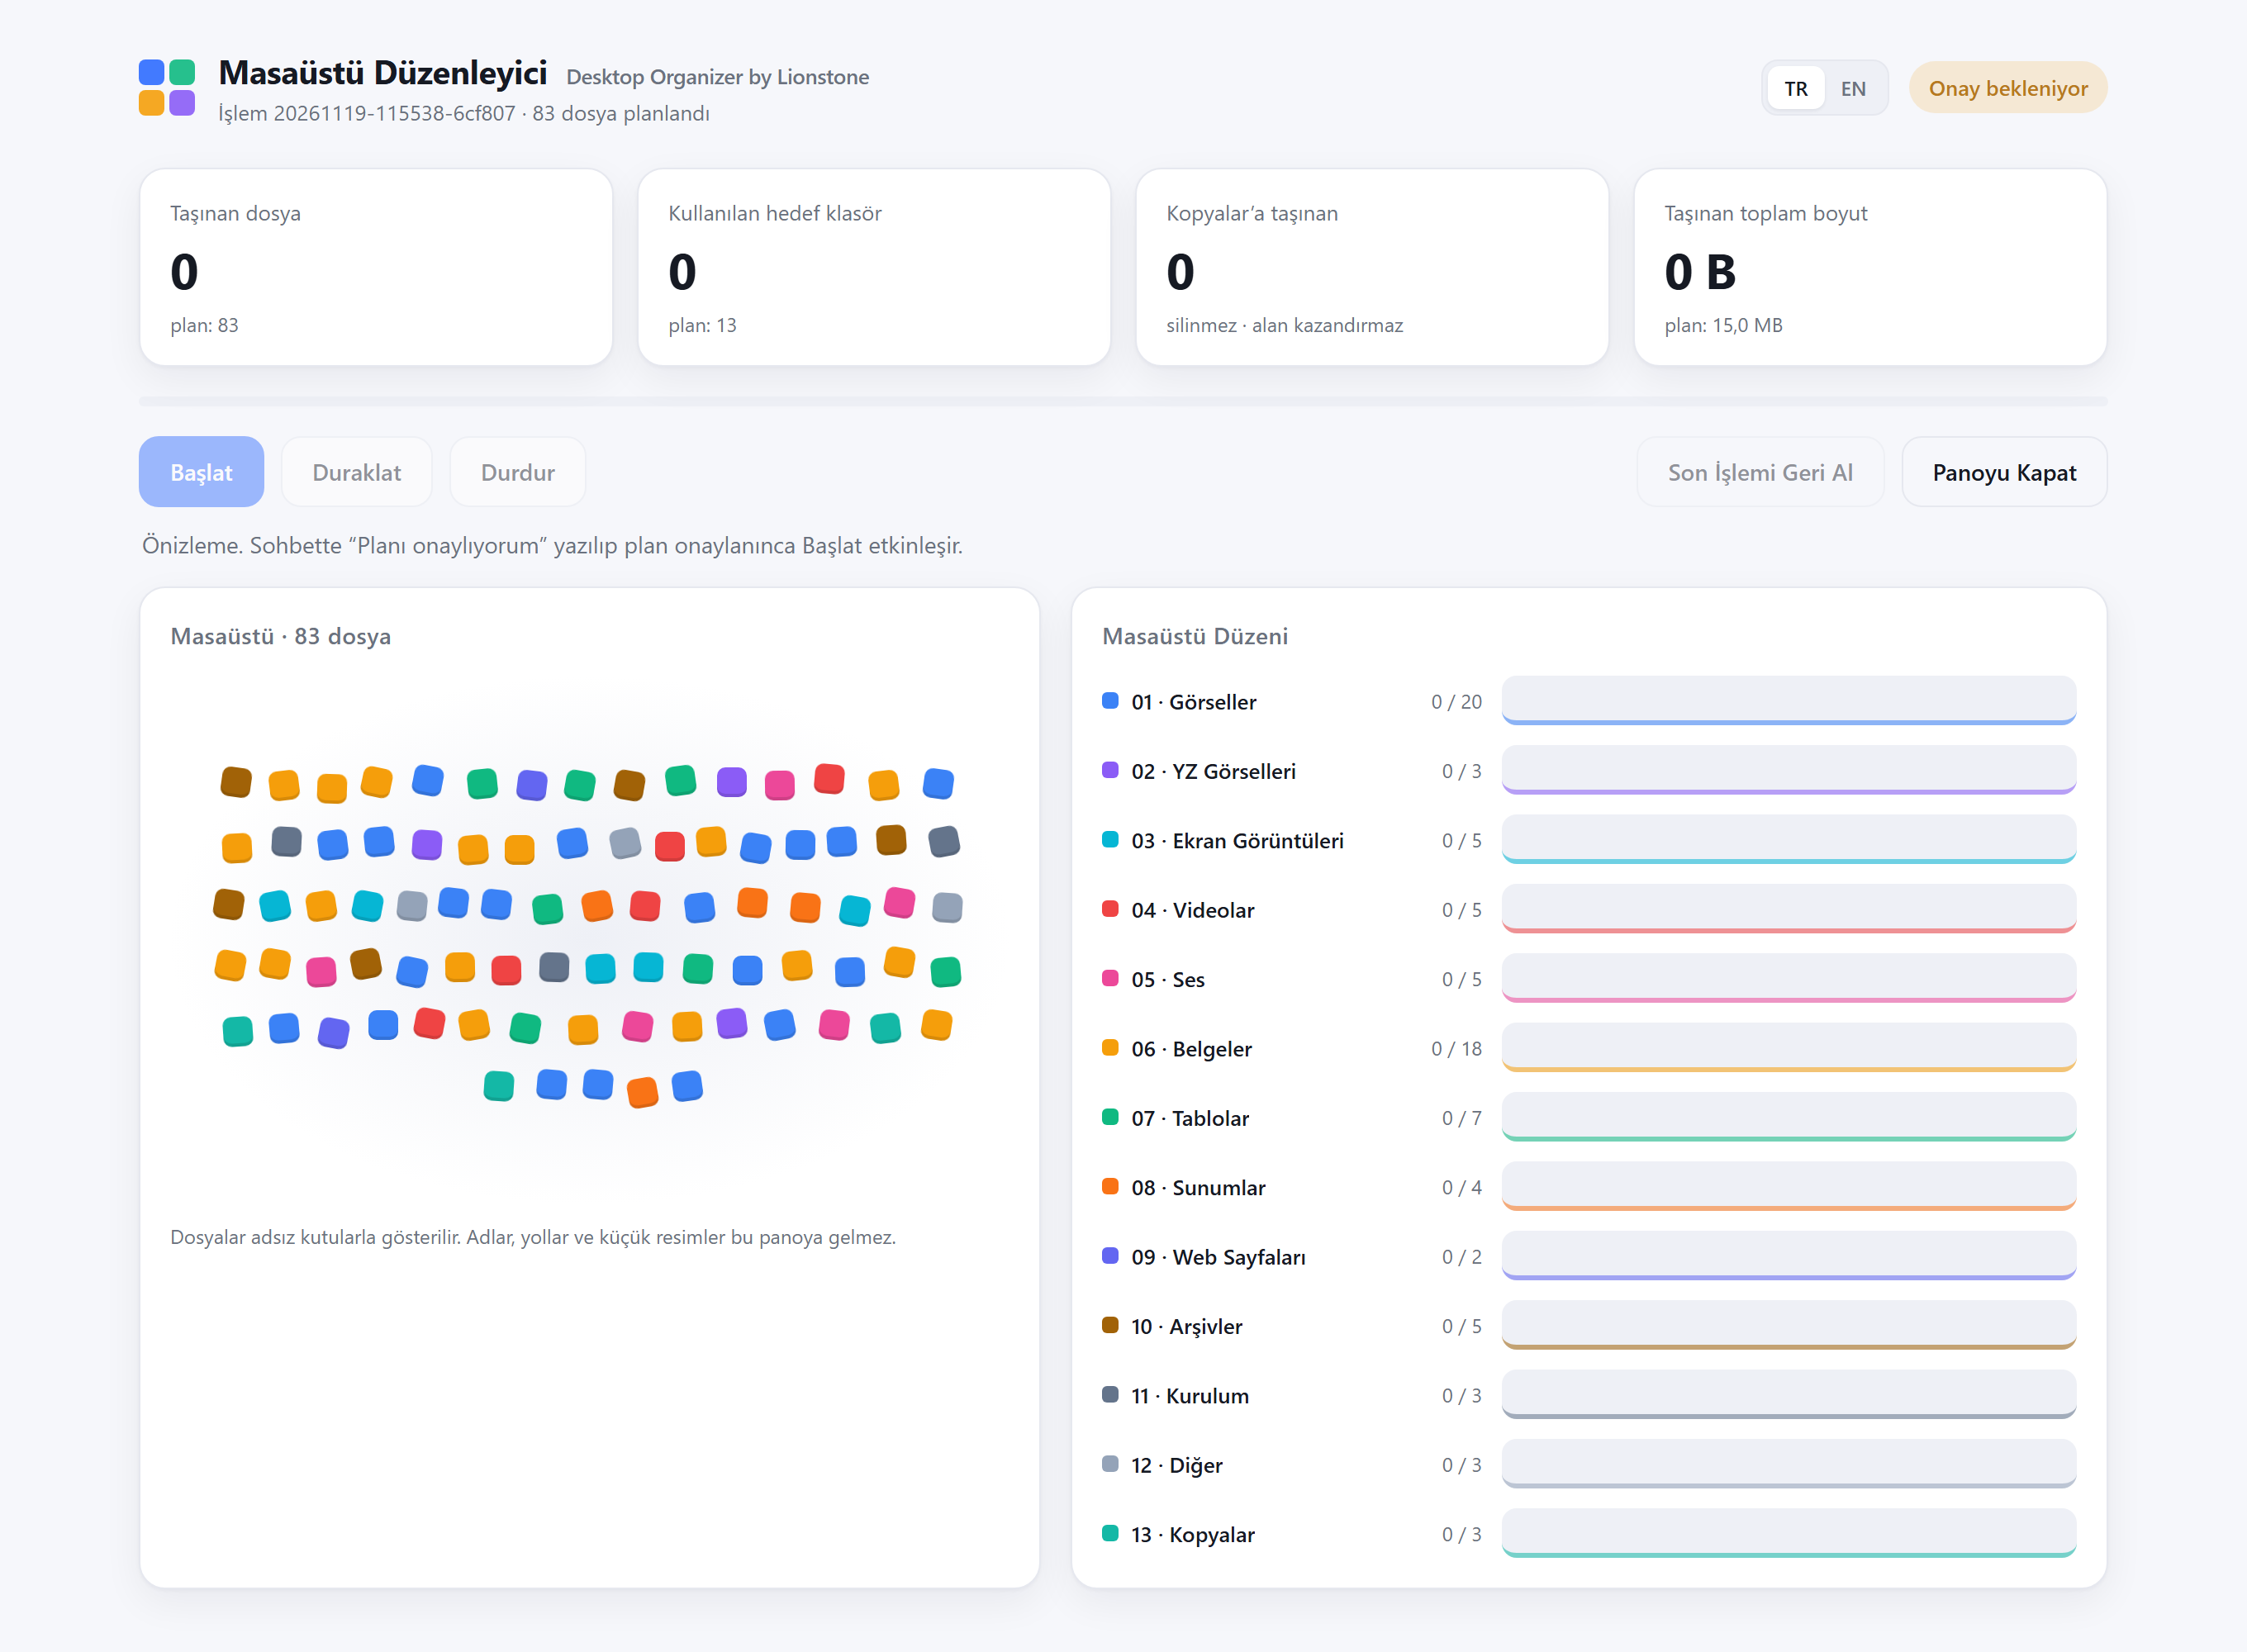 Masaüstü Düzenleyici Desktop Organizer by Lionstone
İşlem 20261119-115538-6cf807 · 83 dosya planlandı
TR EN
Onay bekleniyor
Taşınan dosya
0
plan: 83
Kullanılan hedef klasör
0
plan: 13
Kopyalar’a taşınan
0
silinmez · alan kazandırmaz
Taşınan toplam boyut
0 B
plan: 15,0 MB
Başlat Duraklat Durdur
Son İşlemi Geri Al Panoyu Kapat
Önizleme. Sohbette “Planı onaylıyorum” yazılıp plan onaylanınca Başlat etkinleşir.
Masaüstü · 83 dosya
Dosyalar adsız kutularla gösterilir. Adlar, yollar ve küçük resimler bu panoya gelmez.
Masaüstü Düzeni
01 · Görseller 0 / 20
02 · YZ Görselleri 0 / 3
03 · Ekran Görüntüleri 0 / 5
04 · Videolar 0 / 5
05 · Ses 0 / 5
06 · Belgeler 0 / 18
07 · Tablolar 0 / 7
08 · Sunumlar 0 / 4
09 · Web Sayfaları 0 / 2
10 · Arşivler 0 / 5
11 · Kurulum 0 / 3
12 · Diğer 0 / 3
13 · Kopyalar 0 / 3